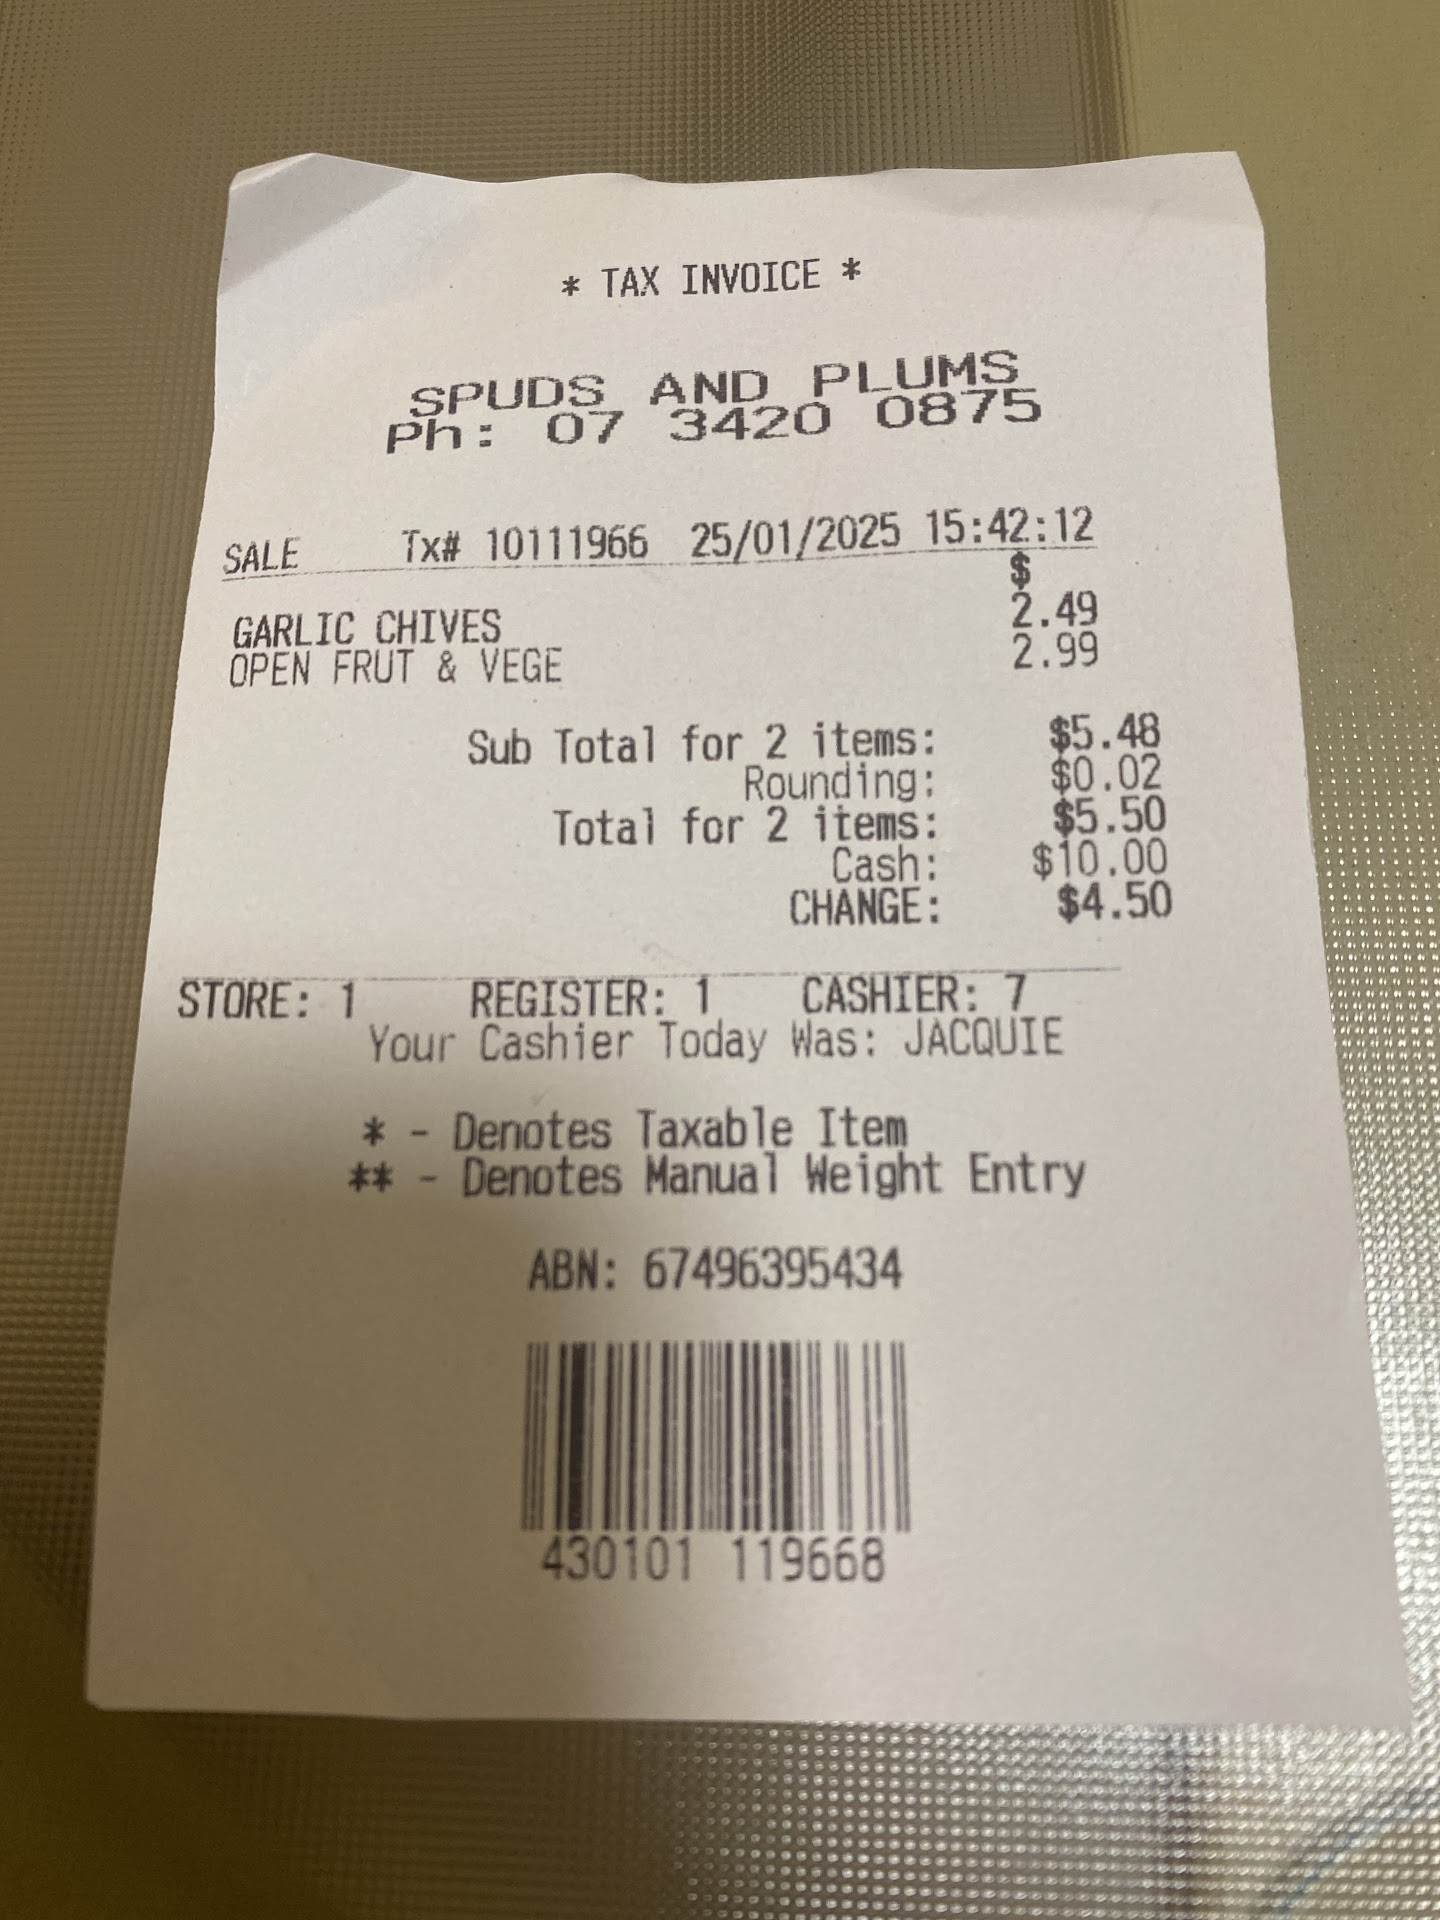 * TAX INVOICE *
SPUDS AND PLUMS
Ph: 07 3420 0875
SALE Tx# 10111966 25/01/2025 15:42:12
$
GARLIC CHIVES 2.49
OPEN FRUT & VEGE 2.99
Sub Total for 2 items: $5.48
Rounding: $0.02
Total for 2 items: $5.50
Cash: $10.00
CHANGE: $4.50
STORE: 1 REGISTER: 1 CASHIER: 7
Your Cashier Today Was: JACQUIE
* - Denotes Taxable Item
** - Denotes Manual Weight Entry
ABN: 67496395434
430101 119668